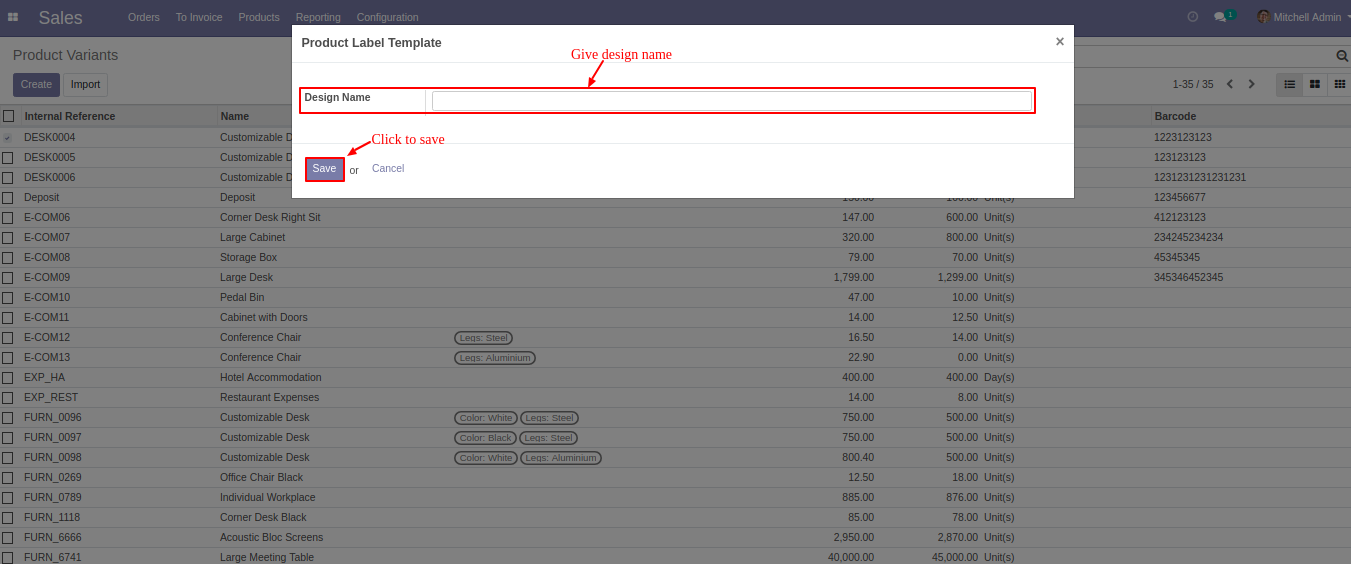 Sales Orders To Invoice Products Reporting Configuration 1 Mitchell Admin
Product Label Template ×
Product Variants
Give design name
Create Import 1-35 / 35
Design Name
Internal Reference Name Barcode
DESK0004 Customizable D 1223123123
Click to save
DESK0005 Customizable D 123123123
Save or Cancel
DESK0006 Customizable D 1231231231231231
Deposit Deposit 150.00 100.00 Unit(s) 123456677
E-COM06 Corner Desk Right Sit 147.00 600.00 Unit(s) 412123123
E-COM07 Large Cabinet 320.00 800.00 Unit(s) 234245234234
E-COM08 Storage Box 79.00 70.00 Unit(s) 45345345
E-COM09 Large Desk 1,799.00 1,299.00 Unit(s) 345346452345
E-COM10 Pedal Bin 47.00 10.00 Unit(s)
E-COM11 Cabinet with Doors 14.00 12.50 Unit(s)
E-COM12 Conference Chair Legs: Steel 16.50 14.00 Unit(s)
E-COM13 Conference Chair Legs: Aluminium 22.90 0.00 Unit(s)
EXP_HA Hotel Accommodation 400.00 400.00 Day(s)
EXP_REST Restaurant Expenses 14.00 8.00 Unit(s)
FURN_0096 Customizable Desk Color: White Legs: Steel 750.00 500.00 Unit(s)
FURN_0097 Customizable Desk Color: Black Legs: Steel 750.00 500.00 Unit(s)
FURN_0098 Customizable Desk Color: White Legs: Aluminium 800.40 500.00 Unit(s)
FURN_0269 Office Chair Black 12.50 18.00 Unit(s)
FURN_0789 Individual Workplace 885.00 876.00 Unit(s)
FURN_1118 Corner Desk Black 85.00 78.00 Unit(s)
FURN_6666 Acoustic Bloc Screens 2,950.00 2,870.00 Unit(s)
FURN_6741 Large Meeting Table 40,000.00 45,000.00 Unit(s)